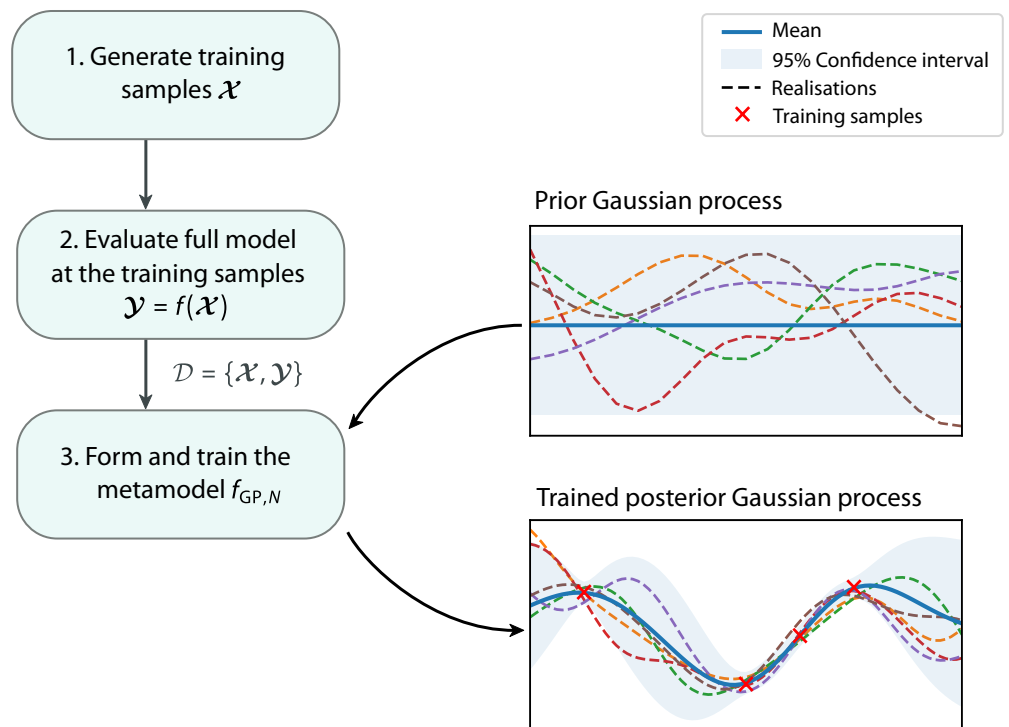 1. Generate training
samples 𝓧
2. Evaluate full model
at the training samples
𝓨 = f(𝓧)
𝒟 = {𝓧, 𝓨}
3. Form and train the
metamodel f_GP,N
Mean
95% Confidence interval
Realisations
Training samples
Prior Gaussian process
Trained posterior Gaussian process